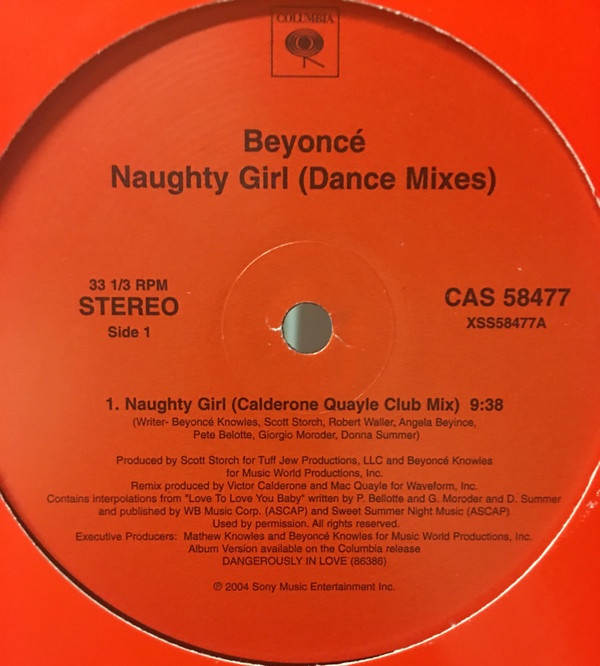 COLUMBIA
Beyoncé
Naughty Girl (Dance Mixes)
33 1/3 RPM
STEREO
Side 1
CAS 58477
XSS58477A
1. Naughty Girl (Calderone Quayle Club Mix) 9:38
(Writer- Beyoncé Knowles, Scott Storch, Robert Waller, Angela Beyince,
Pete Belotte, Giorgio Moroder, Donna Summer)
Produced by Scott Storch for Tuff Jew Productions, LLC and Beyoncé Knowles
for Music World Productions, Inc.
Remix produced by Victor Calderone and Mac Quayle for Waveform, Inc.
Contains interpolations from "Love To Love You Baby" written by P. Bellotte and G. Moroder and D. Summer
and published by WB Music Corp. (ASCAP) and Sweet Summer Night Music (ASCAP)
Used by permission. All rights reserved.
Executive Producers: Mathew Knowles and Beyoncé Knowles for Music World Productions, Inc.
Album Version available on the Columbia release
DANGEROUSLY IN LOVE (86386)
℗ 2004 Sony Music Entertainment Inc.